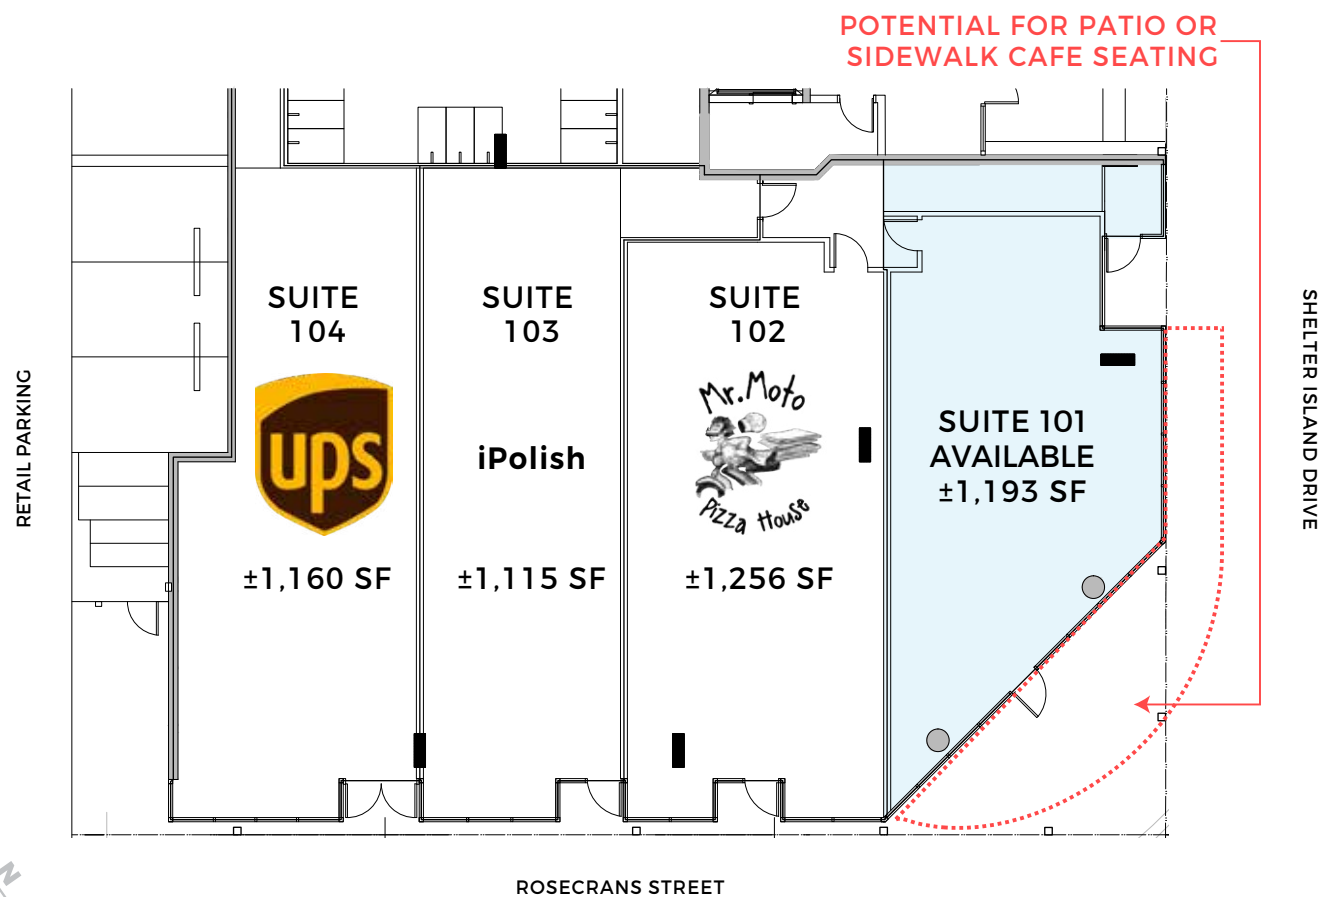 POTENTIAL FOR PATIO OR
SIDEWALK CAFE SEATING
SUITE
104
ups
±1,160 SF
SUITE
103
iPolish
±1,115 SF
SUITE
102
Mr. Moto
Pizza House
±1,256 SF
SUITE 101
AVAILABLE
±1,193 SF
RETAIL PARKING
SHELTER ISLAND DRIVE
ROSECRANS STREET
N